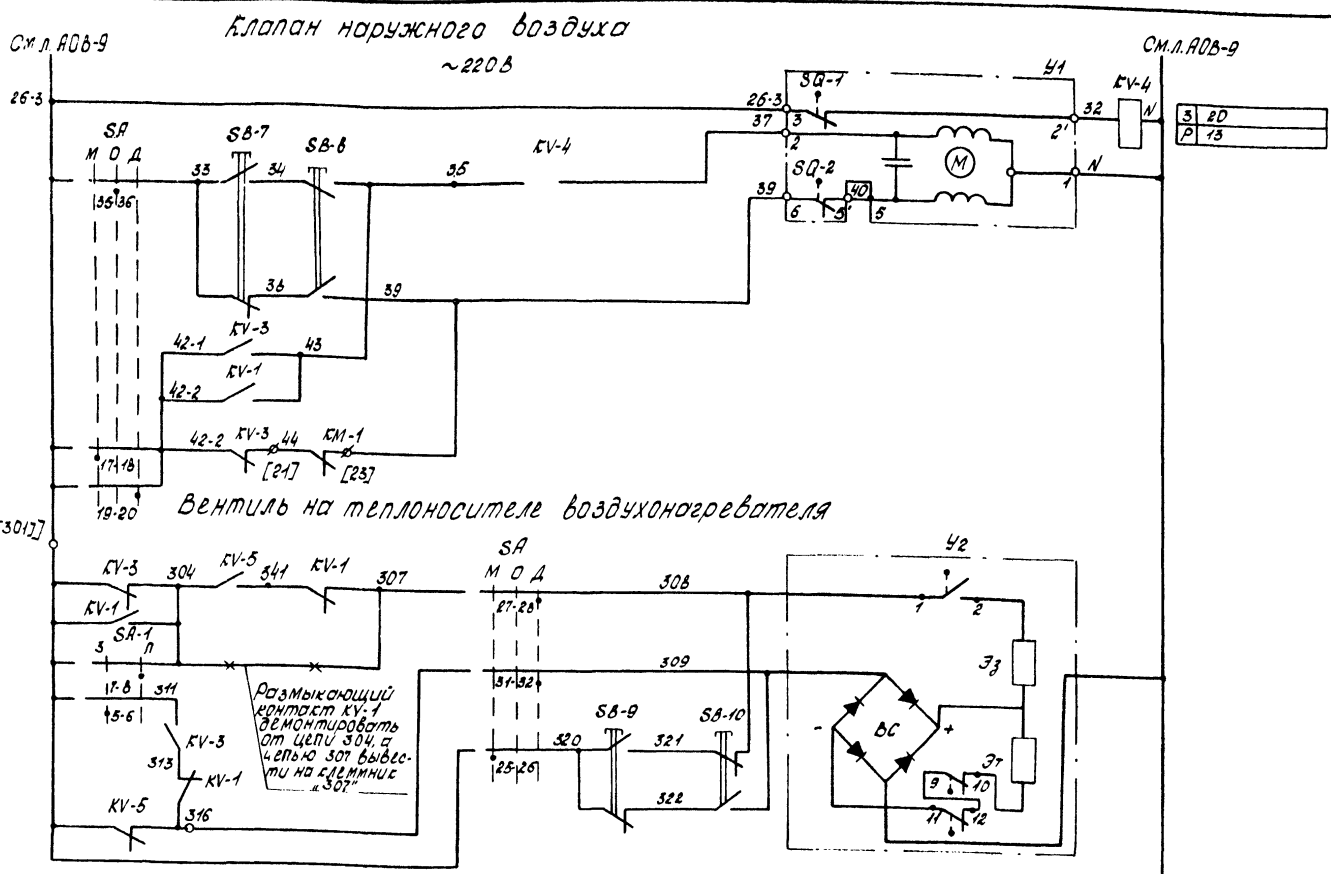 Клапан наружного воздуха
См.л.АОВ-9
~220В
См.л.АОВ-9
26-3
SQ-1
У1
KV-4
26-3
3
32
N
2'
3 20
Р 13
37
2
SA
М О Д
SB-7
SB-8
33
34
35
KV-4
М
1
N
35 36
SQ-2
39
6
5'
40
5
38
39
KV-3
42-1
43
KV-1
42-2
42-2
KV-3
44
KM-1
[21]
[23]
17-18
19-20
Вентиль на теплоносителе воздухонагревателя
301]]
KV-3
304
KV-5
341
KV-1
307
SA
М О Д
308
У2
1
2
27-28
KV-1
SA-1
З Л
7-8
311
5-6
Размыкающий
контакт KV-1
демонтировать
от цепи 304, а
цепью 307 вывес-
ти на клеммник
„307"
309
31-32
Эз
ВС
-
+
KV-3
313
KV-1
SB-9
SB-10
320
321
25-26
322
Эт
9
10
11
12
KV-5
316